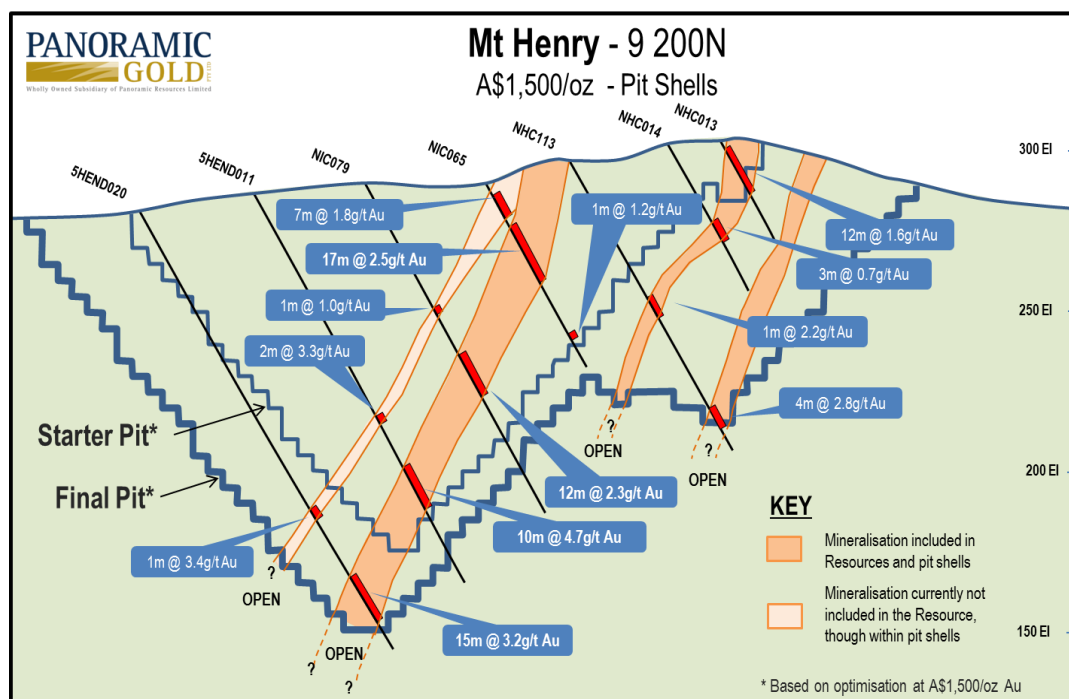 PANORAMIC
GOLD PTY LTD
Wholly Owned Subsidiary of Panoramic Resources Limited
Mt Henry - 9 200N
A$1,500/oz - Pit Shells
5HEND020
5HEND011
NIC079
NIC065
NHC113
NHC014
NHC013
300 El
250 El
200 El
150 El
7m @ 1.8g/t Au
17m @ 2.5g/t Au
1m @ 1.0g/t Au
2m @ 3.3g/t Au
1m @ 1.2g/t Au
12m @ 1.6g/t Au
3m @ 0.7g/t Au
1m @ 2.2g/t Au
4m @ 2.8g/t Au
Starter Pit*
Final Pit*
12m @ 2.3g/t Au
10m @ 4.7g/t Au
1m @ 3.4g/t Au
15m @ 3.2g/t Au
?
OPEN
?
OPEN
?
?
OPEN
?
OPEN
?
KEY
Mineralisation included in
Resources and pit shells
Mineralisation currently not
included in the Resource,
though within pit shells
* Based on optimisation at A$1,500/oz Au